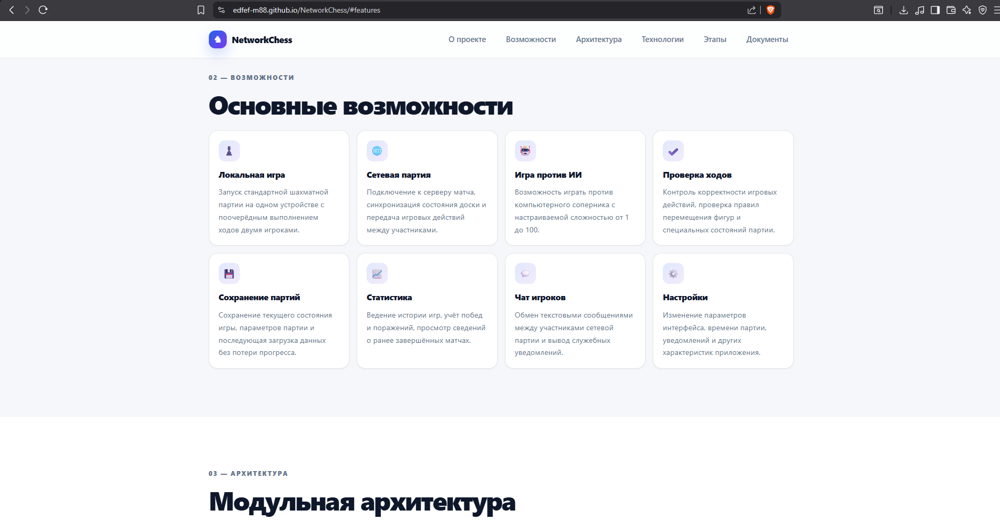 edfef-m88.github.io/NetworkChess/#features
NetworkChess
О проекте
Возможности
Архитектура
Технологии
Этапы
Документы
02 — ВОЗМОЖНОСТИ
Основные возможности
Локальная игра
Запуск стандартной шахматной
партии на одном устройстве с
поочерёдным выполнением
ходов двумя игроками.
Сетевая партия
Подключение к серверу матча,
синхронизация состояния доски и
передача игровых действий
между участниками.
Игра против ИИ
Возможность играть против
компьютерного соперника с
настраиваемой сложностью от 1
до 100.
Проверка ходов
Контроль корректности игровых
действий, проверка правил
перемещения фигур и
специальных состояний партии.
Сохранение партий
Сохранение текущего состояния
игры, параметров партии и
последующая загрузка данных
без потери прогресса.
Статистика
Ведение истории игр, учёт побед
и поражений, просмотр сведений
о ранее завершённых матчах.
Чат игроков
Обмен текстовыми сообщениями
между участниками сетевой
партии и вывод служебных
уведомлений.
Настройки
Изменение параметров
интерфейса, времени партии,
уведомлений и других
характеристик приложения.
03 — АРХИТЕКТУРА
Модульная архитектура